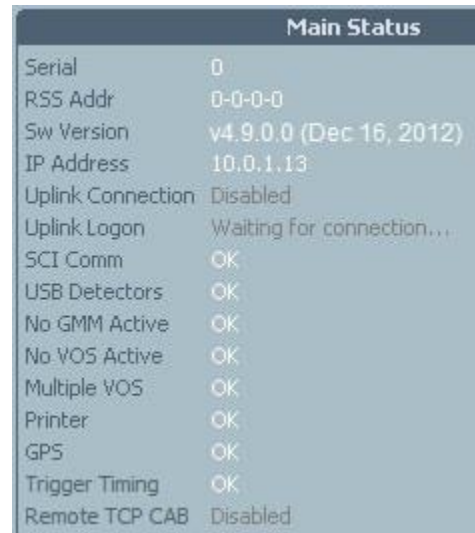 Main Status
Serial 0
RSS Addr 0-0-0-0
Sw Version v4.9.0.0 (Dec 16, 2012)
IP Address 10.0.1.13
Uplink Connection Disabled
Uplink Logon Waiting for connection...
SCI Comm OK
USB Detectors OK
No GMM Active OK
No VOS Active OK
Multiple VOS OK
Printer OK
GPS OK
Trigger Timing OK
Remote TCP CAB Disabled